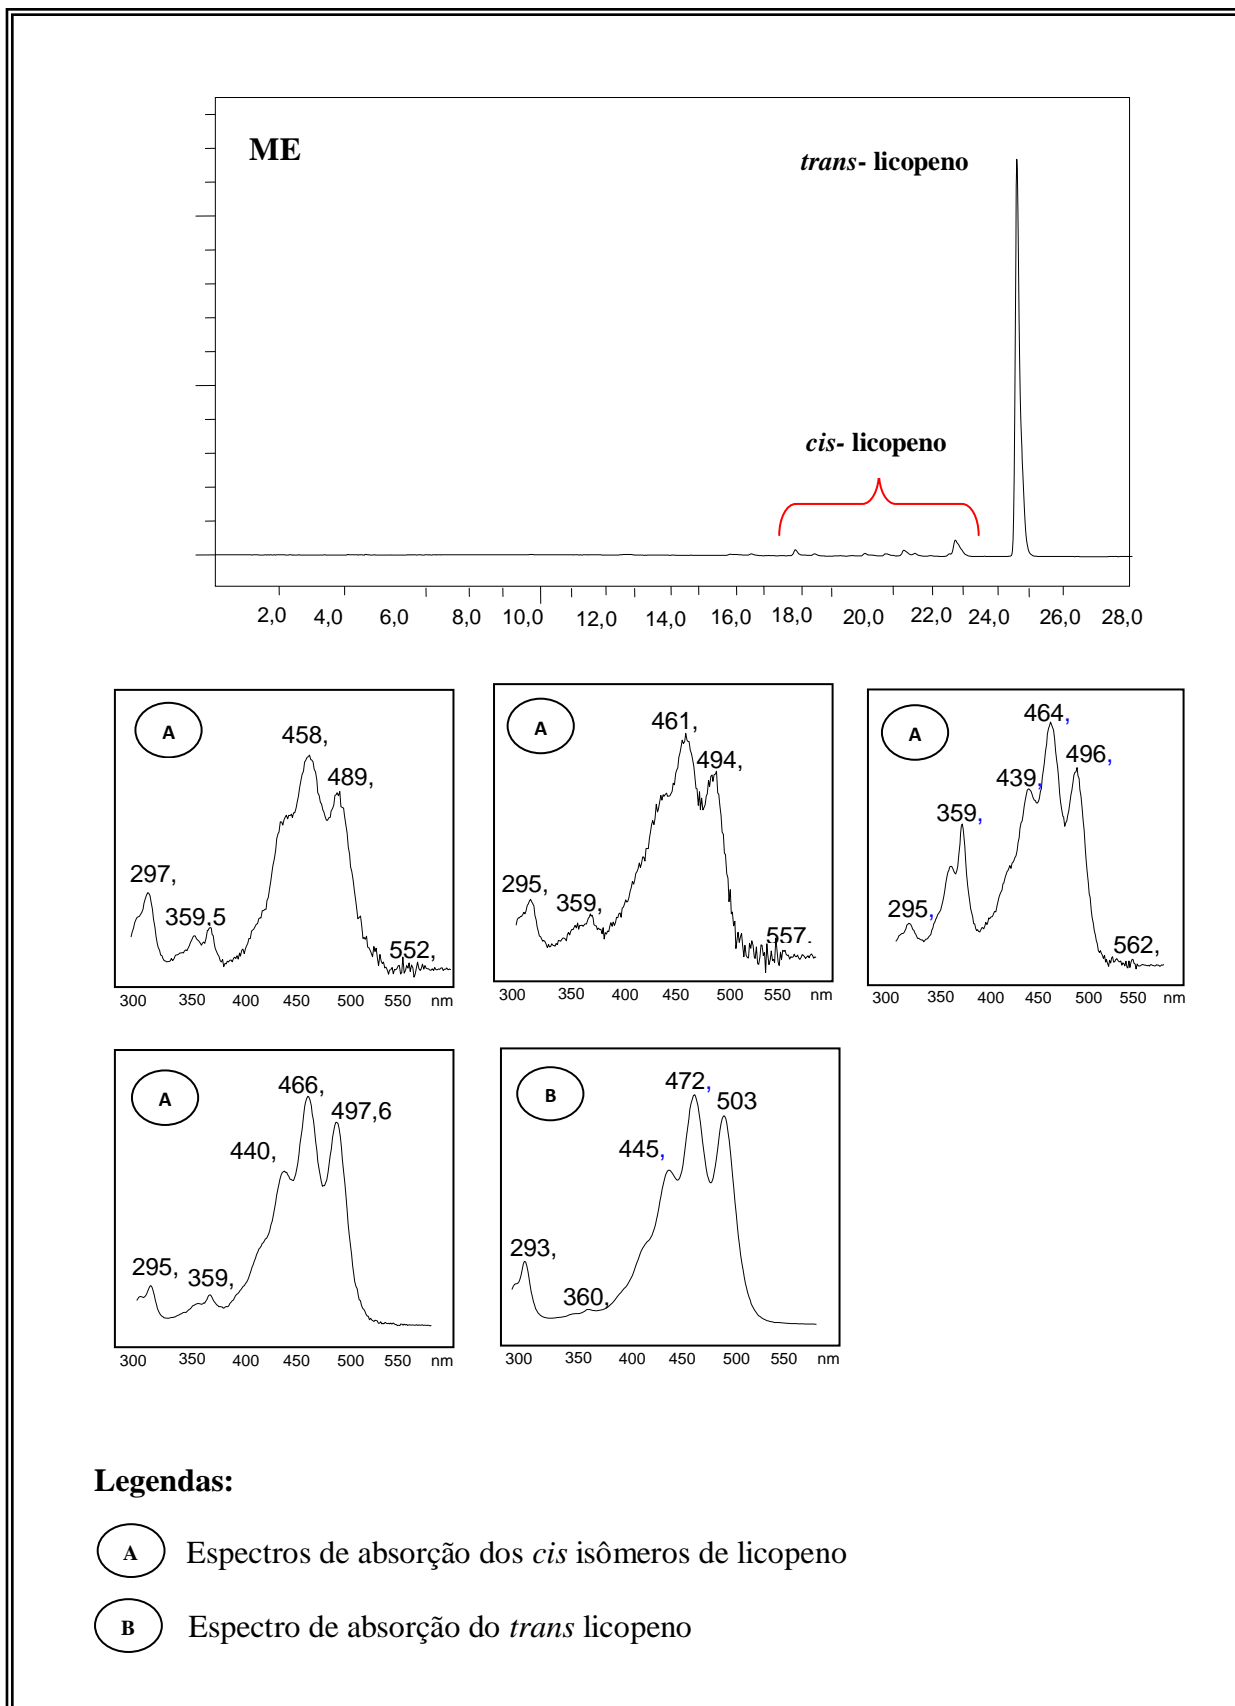 ME
trans- licopeno
cis- licopeno
2,0 4,0 6,0 8,0 10,0 12,0 14,0 16,0 18,0 20,0 22,0 24,0 26,0 28,0
A
458,
489,
297,
359,5
552,
300 350 400 450 500 550 nm
A
461,
494,
295,
359,
557,
300 350 400 450 500 550 nm
A
464,
496,
439,
359,
295,
562,
300 350 400 450 500 550 nm
A
466,
497,6
440,
295,
359,
300 350 400 450 500 550 nm
B
472,
503
445,
293,
360,
300 350 400 450 500 550 nm
Legendas:
A Espectros de absorção dos cis isômeros de licopeno
B Espectro de absorção do trans licopeno